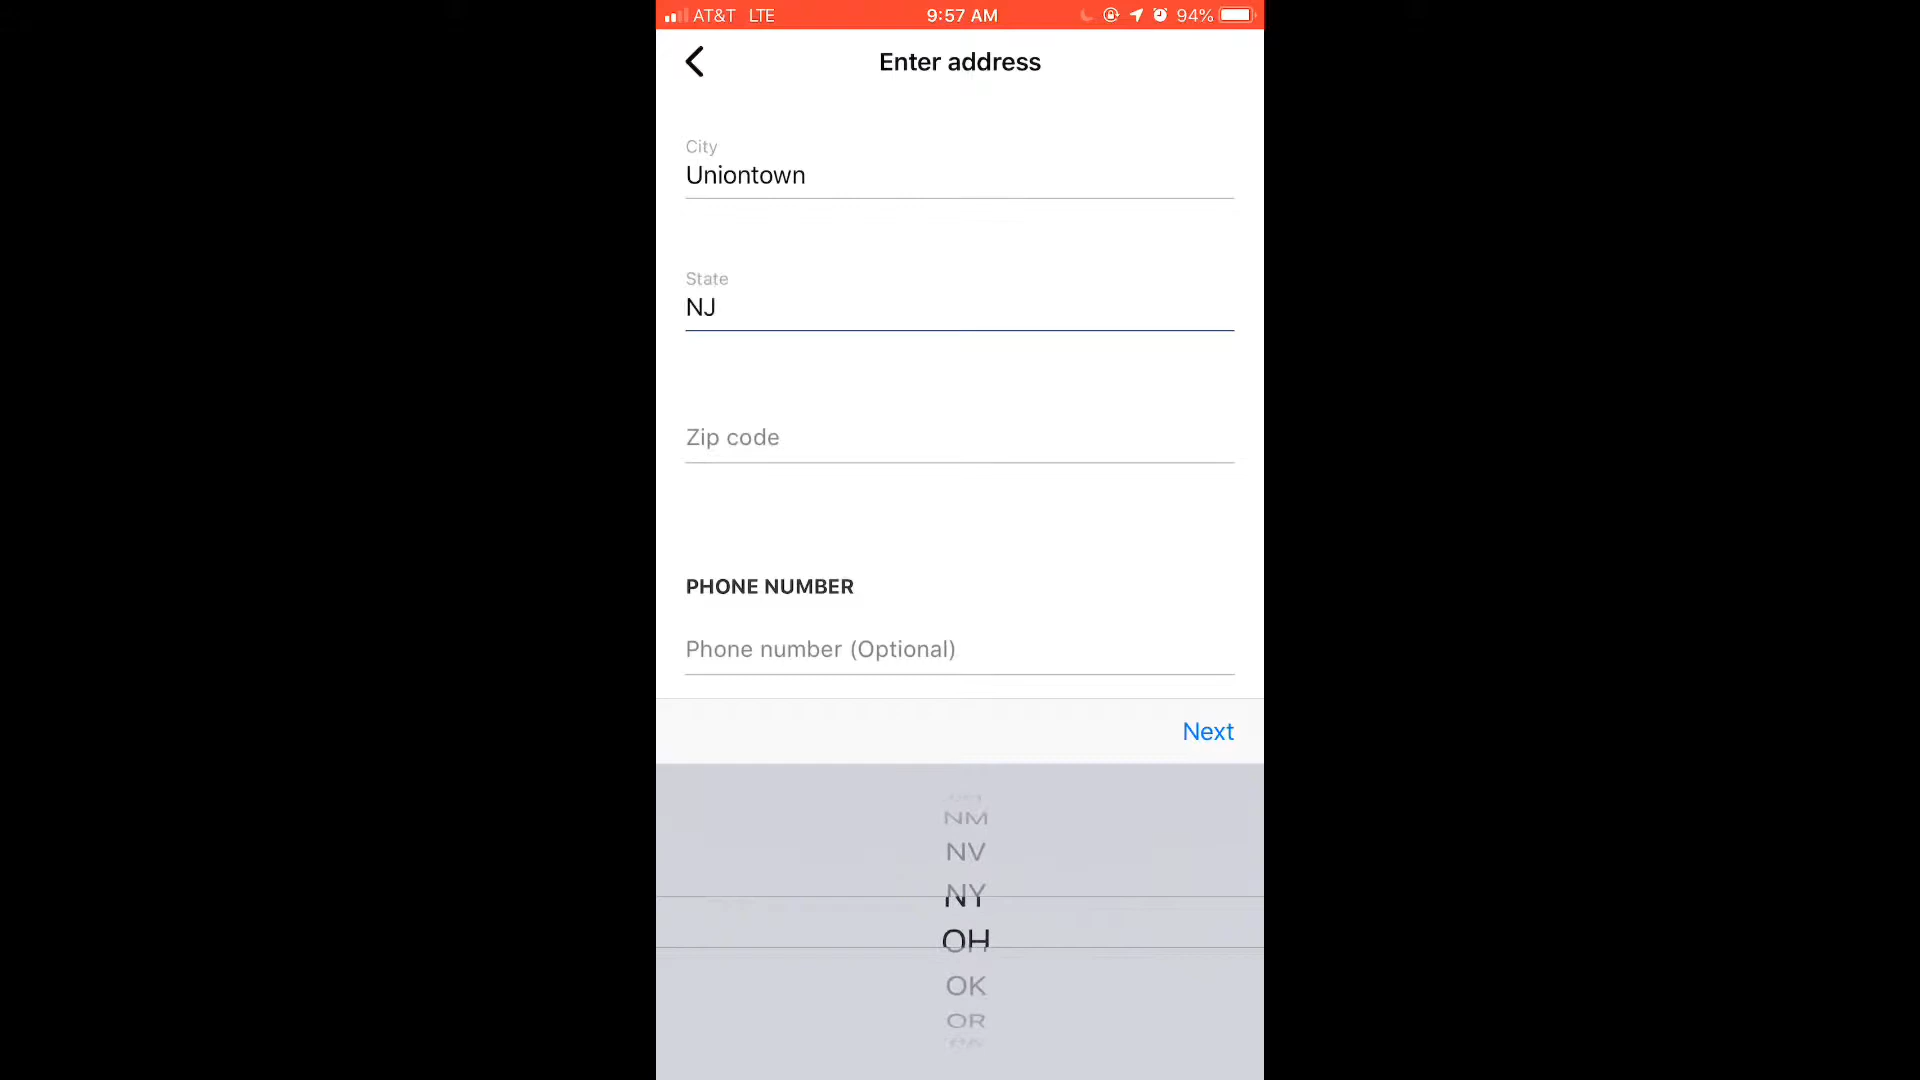 AT&T LTE 9:57 AM 94%
Enter address
City
Uniontown
State
NJ
Zip code
PHONE NUMBER
Phone number (Optional)
Next
NM
NV
NY
OH
OK
OR